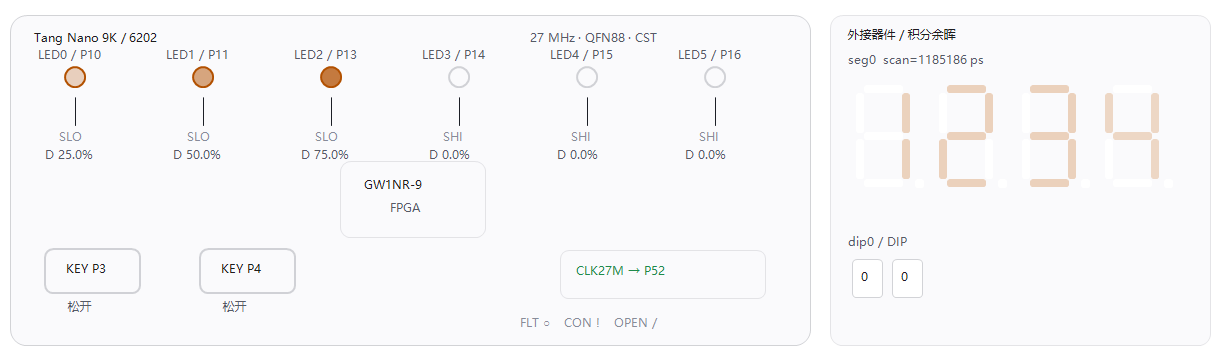 Tang Nano 9K / 6202
27 MHz · QFN88 · CST
LED0 / P10
LED1 / P11
LED2 / P13
LED3 / P14
LED4 / P15
LED5 / P16
SLO
SLO
SLO
SHI
SHI
SHI
D 25.0%
D 50.0%
D 75.0%
D 0.0%
D 0.0%
D 0.0%
GW1NR-9
FPGA
KEY P3
KEY P4
松开
松开
CLK27M → P52
FLT ○ CON ! OPEN /
外接器件 / 积分余晖
seg0 scan=1185186 ps
1234
dip0 / DIP
0 0